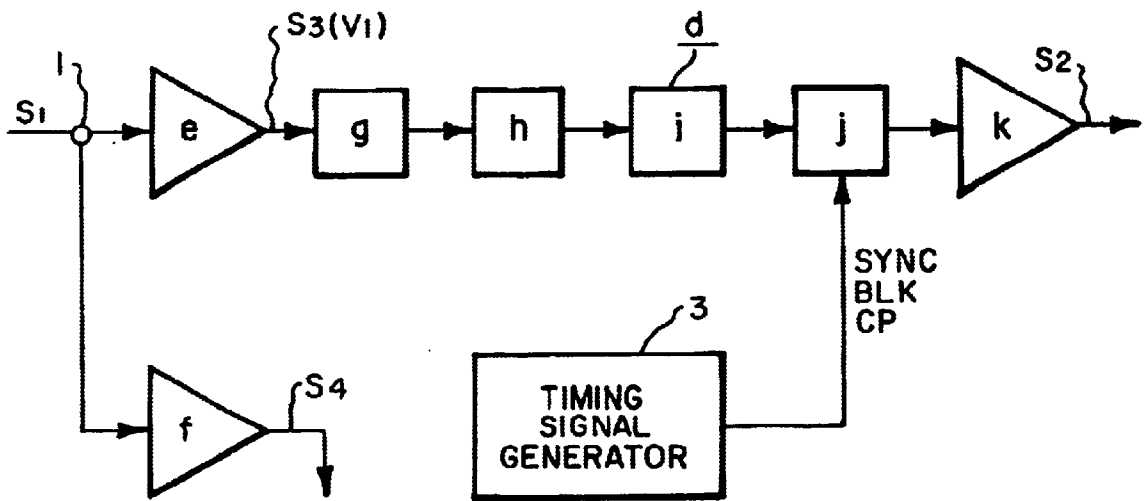 S3(V1)
d
1
S2
S1
e
g
h
i
j
k
SYNC
BLK
CP
3
S4
f
TIMING
SIGNAL
GENERATOR